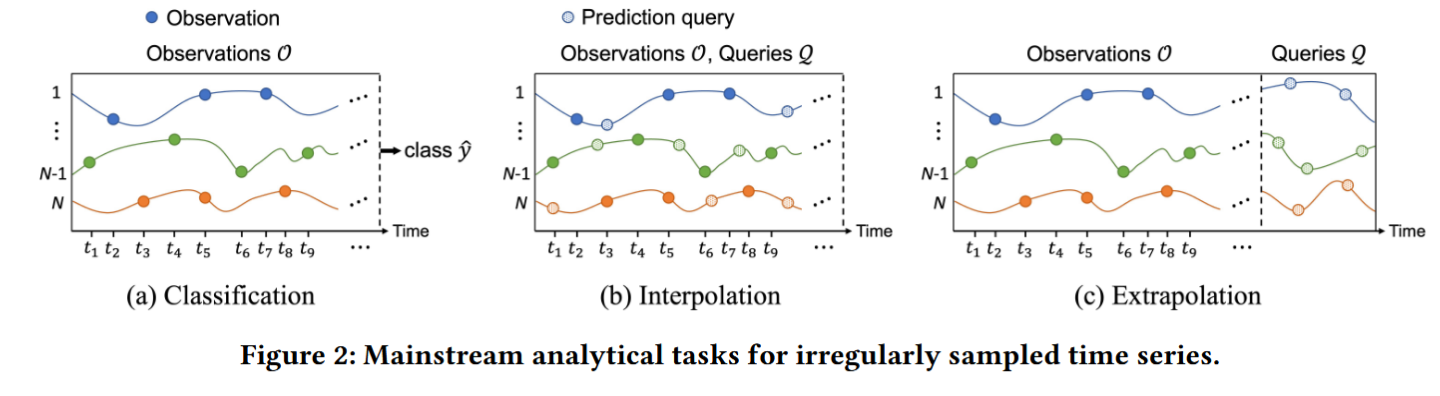 Observation
Prediction query
Observations 𝒪
Observations 𝒪, Queries 𝒬
Observations 𝒪
Queries 𝒬
1
⋮
N-1
N
class ŷ
Time
t₁ t₂ t₃ t₄ t₅ t₆ t₇ t₈ t₉ ...
1
⋮
N-1
N
Time
t₁ t₂ t₃ t₄ t₅ t₆ t₇ t₈ t₉ ...
1
⋮
N-1
N
Time
t₁ t₂ t₃ t₄ t₅ t₆ t₇ t₈ t₉ ...
(a) Classification
(b) Interpolation
(c) Extrapolation
Figure 2: Mainstream analytical tasks for irregularly sampled time series.